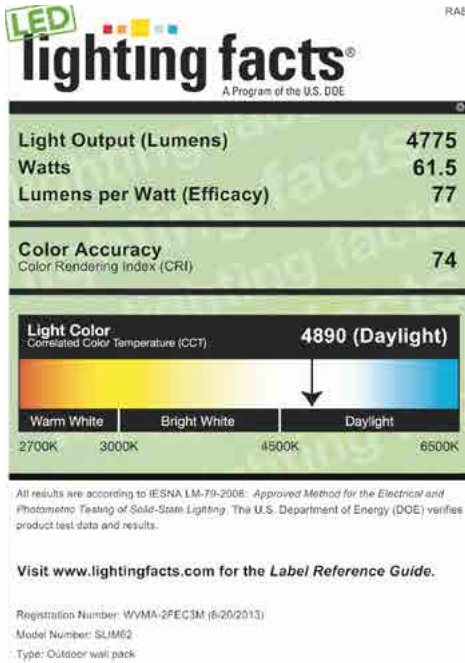 LED
RAB
lighting facts®
A Program of the U.S. DOE
Light Output (Lumens) 4775
Watts 61.5
Lumens per Watt (Efficacy) 77
Color Accuracy
Color Rendering Index (CRI) 74
Light Color
Correlated Color Temperature (CCT) 4890 (Daylight)
Warm White Bright White Daylight
2700K 3000K 4500K 6500K
All results are according to IESNA LM-79-2008: Approved Method for the Electrical and
Photometric Testing of Solid-State Lighting. The U.S. Department of Energy (DOE) verifies
product test data and results.
Visit www.lightingfacts.com for the Label Reference Guide.
Registration Number: WVMA-2FEC3M (6/20/2013)
Model Number: SLIM62
Type: Outdoor wall pack